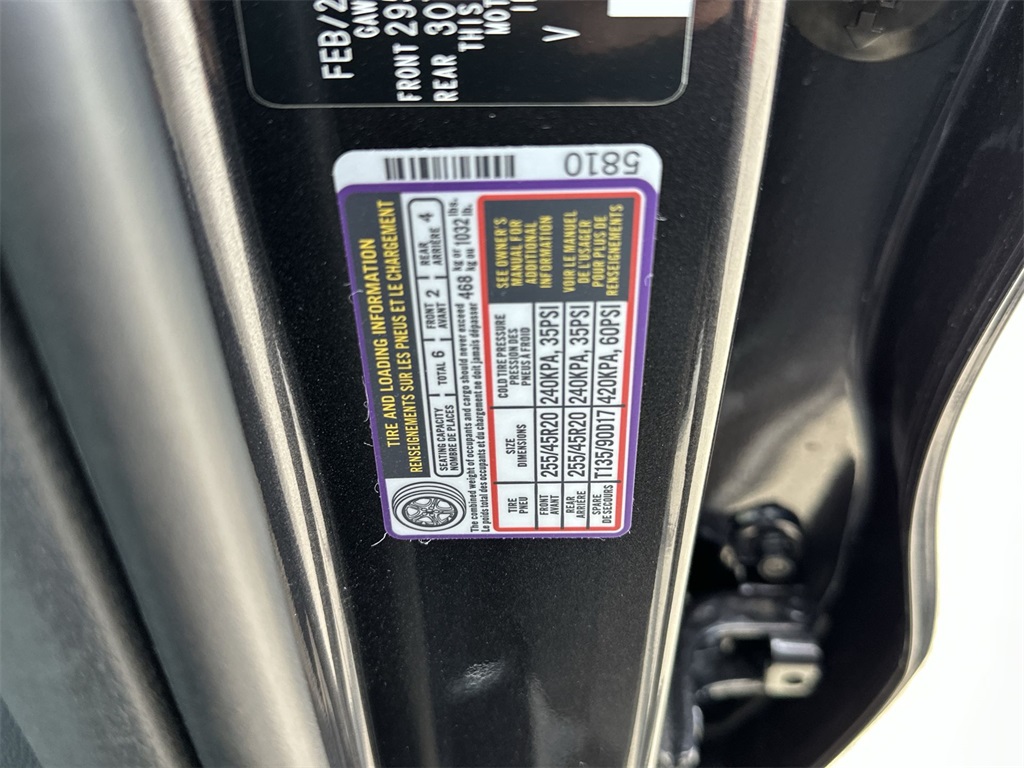 FEB/2
GAW
FRONT 295
REAR 30
THIS
MOT
V
5810
TIRE AND LOADING INFORMATION
RENSEIGNEMENTS SUR LES PNEUS ET LE CHARGEMENT
SEATING CAPACITY
NOMBRE DE PLACES
TOTAL 6
FRONT
AVANT 2
REAR
ARRIÈRE 4
The combined weight of occupants and cargo should never exceed 468 kg or 1032 lbs.
Le poids total des occupants et du chargement ne doit jamais dépasser kg ou lb.
TIRE
PNEU
SIZE
DIMENSIONS
COLD TIRE PRESSURE
PRESSION DES
PNEUS À FROID
FRONT
AVANT
255/45R20
240KPA, 35PSI
REAR
ARRIÈRE
255/45R20
240KPA, 35PSI
SPARE
DE SECOURS
T135/90D17
420KPA, 60PSI
SEE OWNER'S
MANUAL FOR
ADDITIONAL
INFORMATION
VOIR LE MANUEL
DE L'USAGER
POUR PLUS DE
RENSEIGNEMENTS